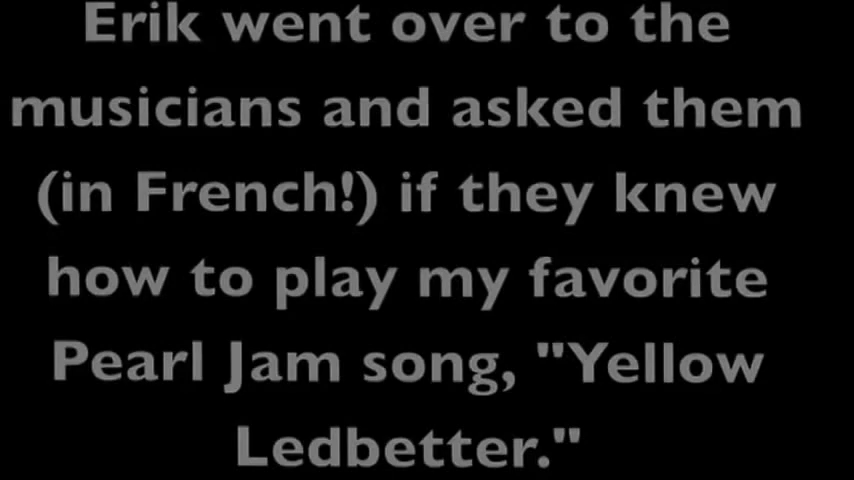 Erik went over to the
musicians and asked them
(in French!) if they knew
how to play my favorite
Pearl Jam song, "Yellow
Ledbetter."